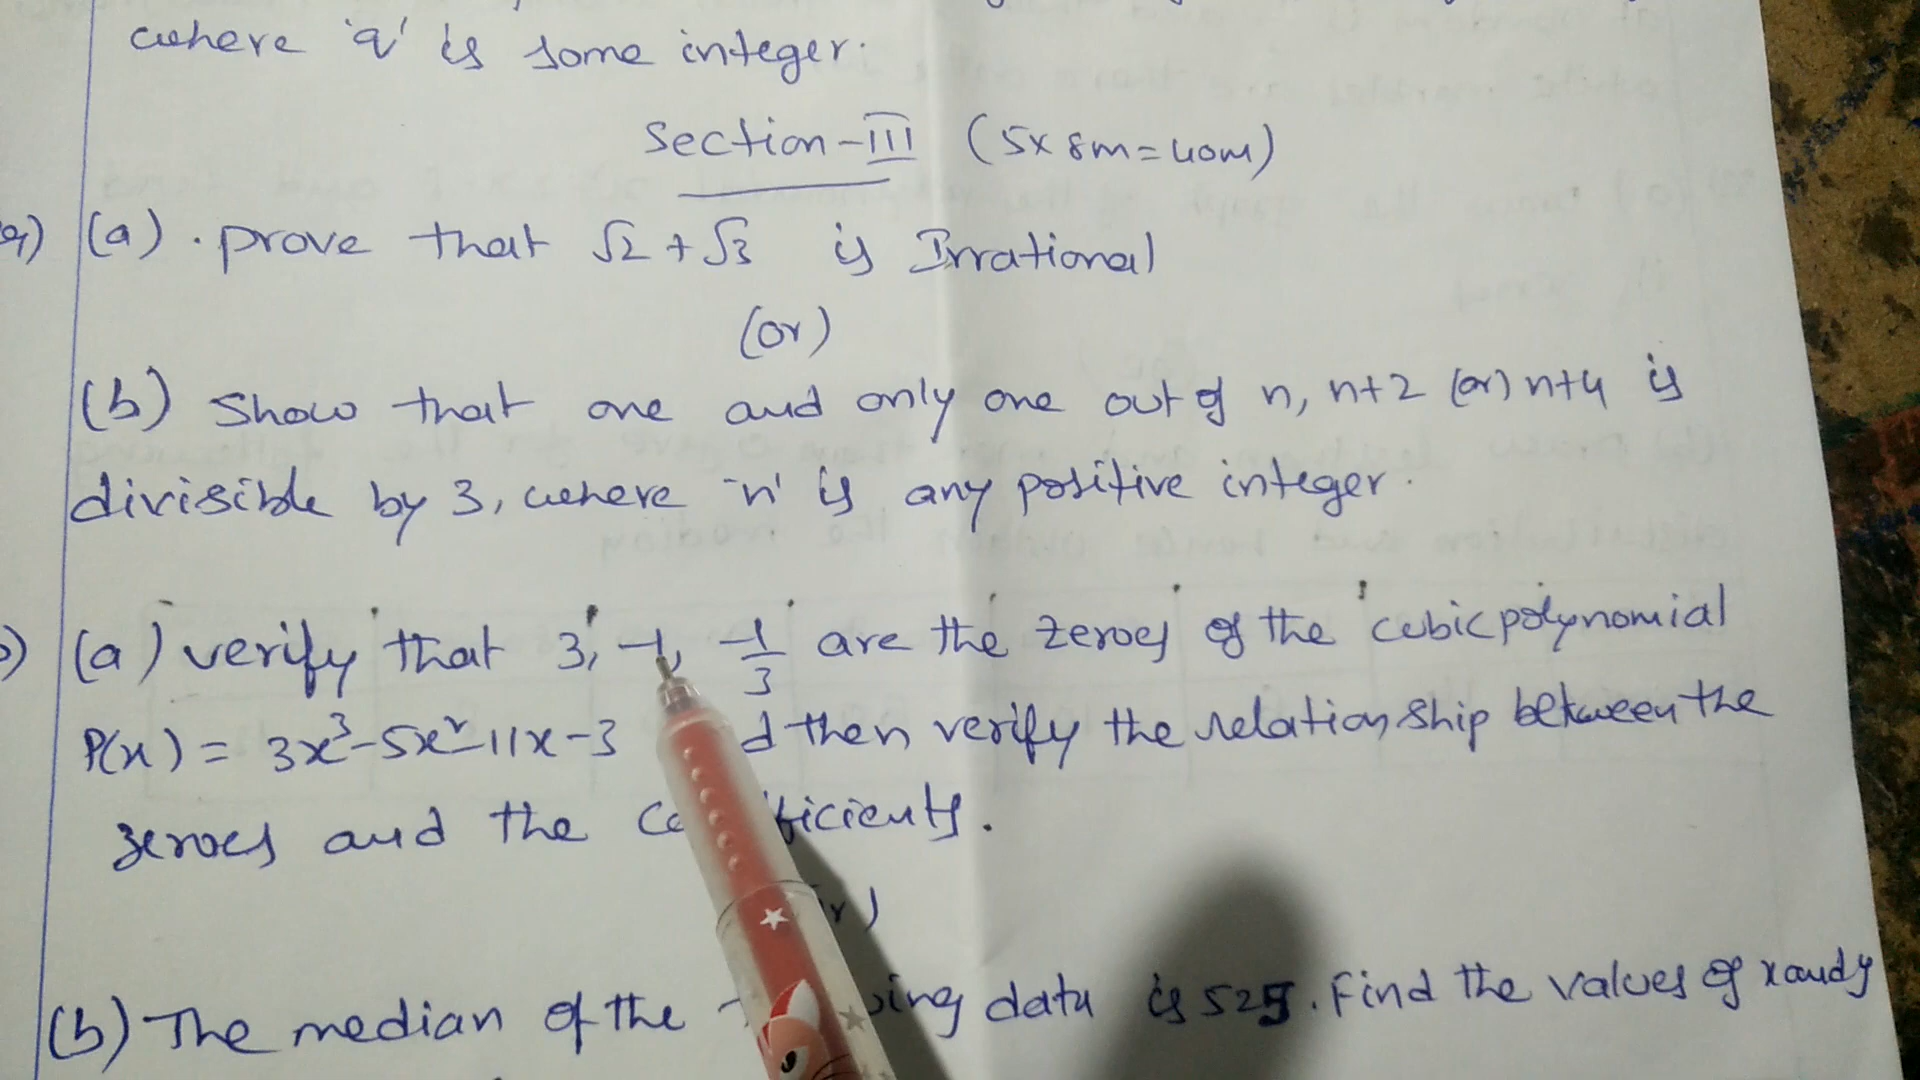 where 'q' is some integer.
Section-III (5x8m=40m)
(a). prove that √2 + √3 is Irrational
(or)
(b) Show that one and only one out of n, n+2 (or) n+4 is
divisible by 3, where 'n' is any positive integer.
(a) verify that 3, -1, -1/3 are the zeroes of the cubic polynomial
P(x) = 3x³-5x²-11x-3 then verify the relationship between the
zeroes and the
(b) The median of the data is 525. Find the values of x and y